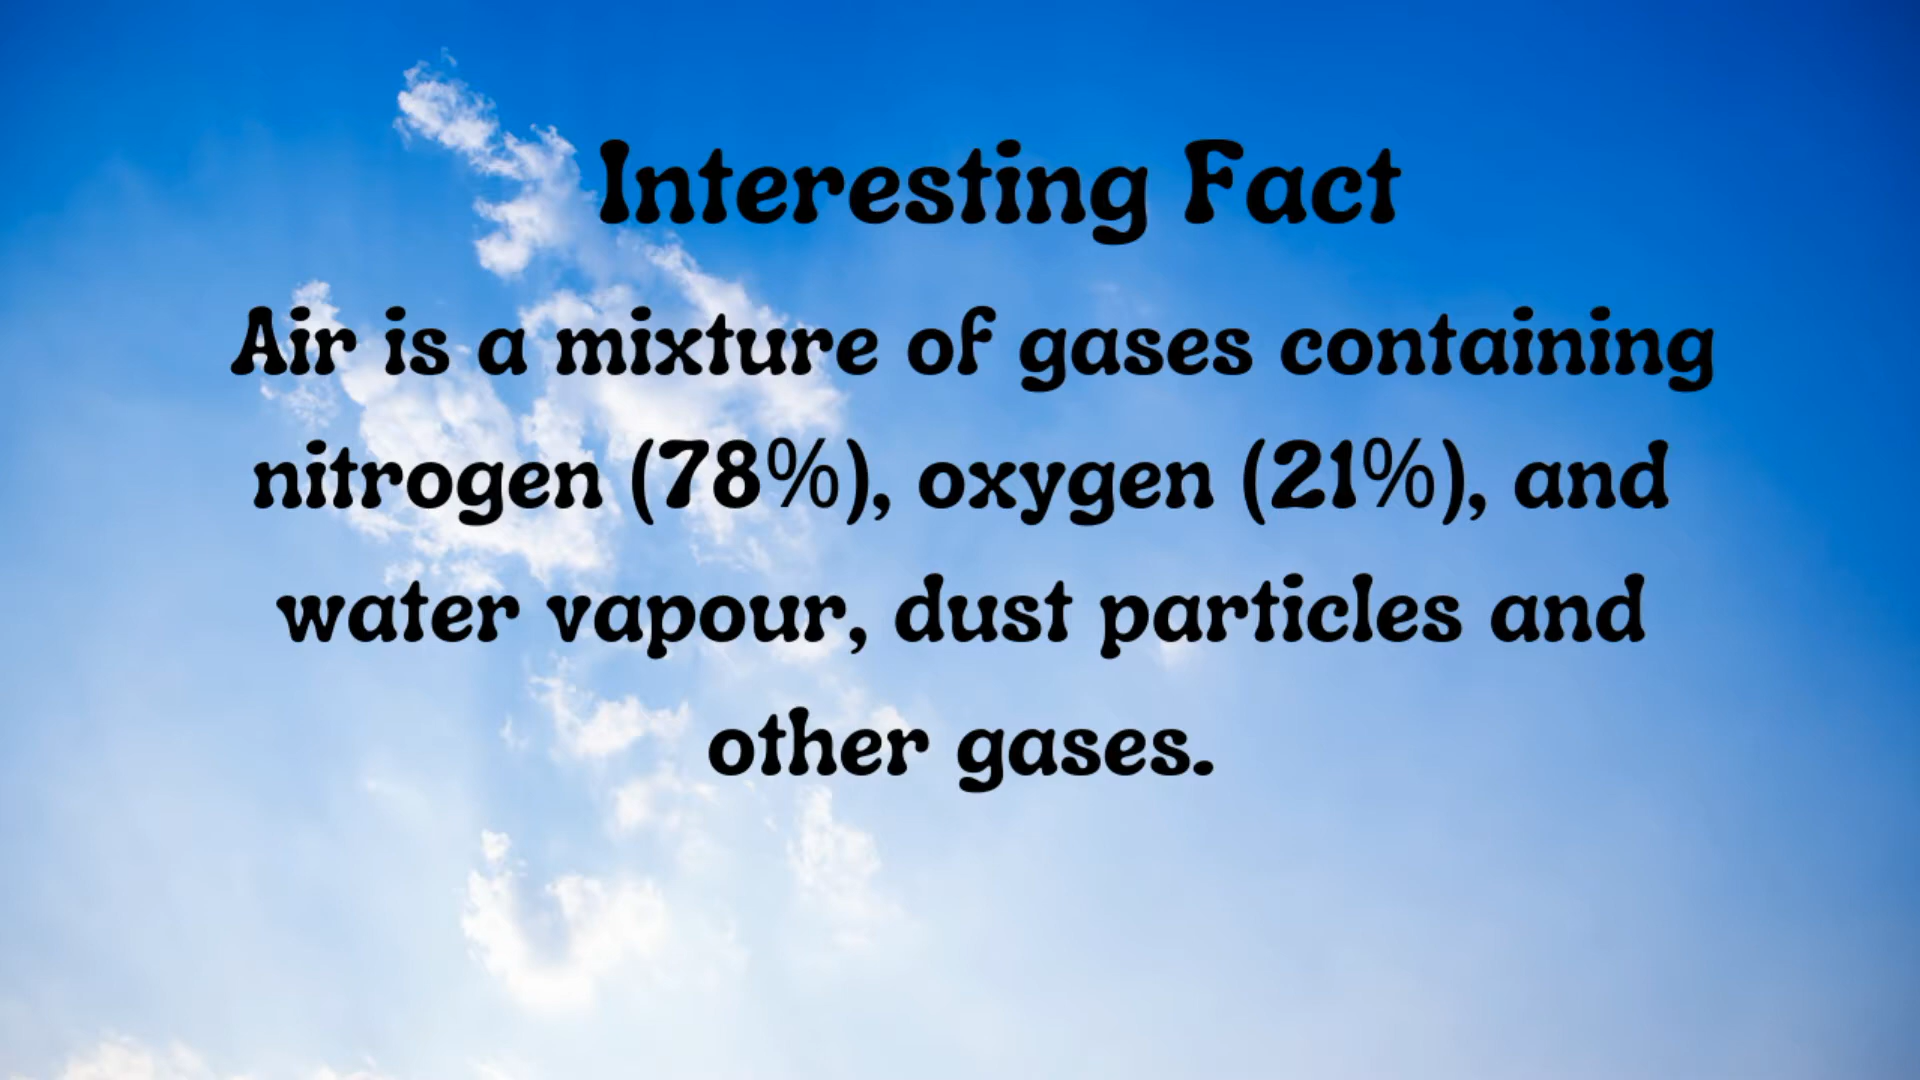 Interesting Fact
Air is a mixture of gases containing
nitrogen (78%), oxygen (21%), and
water vapour, dust particles and
other gases.